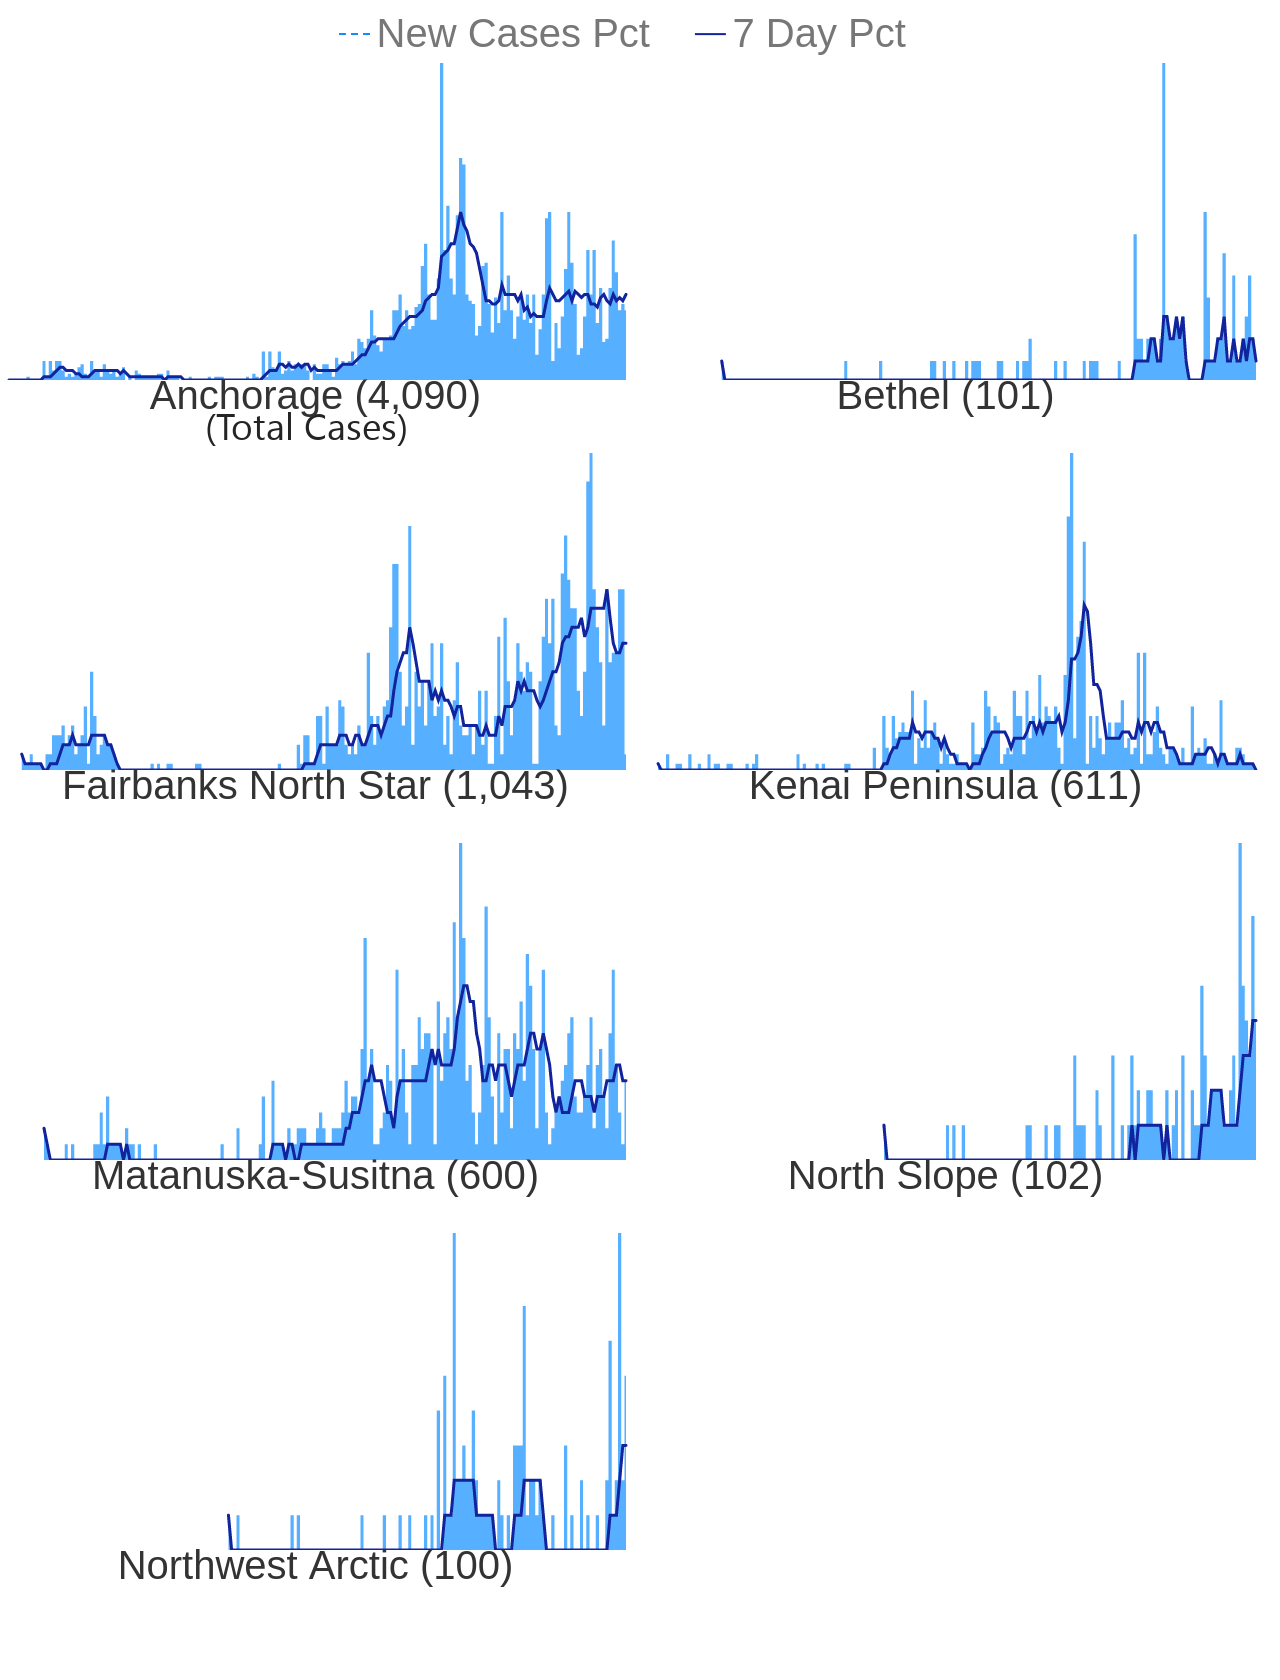 New Cases Pct 7 Day Pct
Anchorage (4,090)
(Total Cases)
Bethel (101)
Fairbanks North Star (1,043)
Kenai Peninsula (611)
Matanuska-Susitna (600)
North Slope (102)
Northwest Arctic (100)